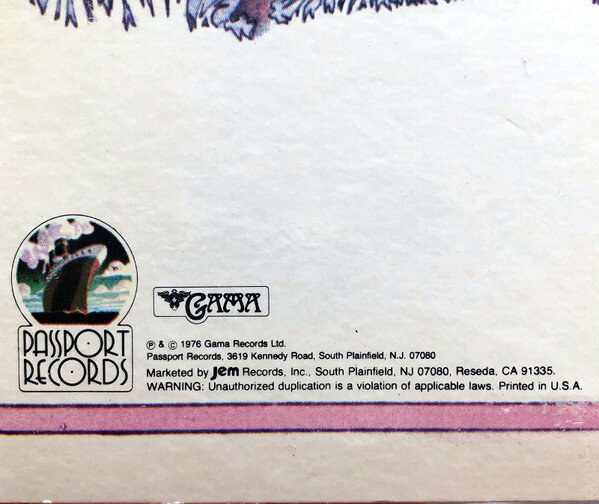 PASSPORT
RECORDS
GAMA
℗ & © 1976 Gama Records Ltd.
Passport Records, 3619 Kennedy Road, South Plainfield, N.J. 07080
Marketed by Jem Records, Inc., South Plainfield, NJ 07080, Reseda, CA 91335.
WARNING: Unauthorized duplication is a violation of applicable laws. Printed in U.S.A.